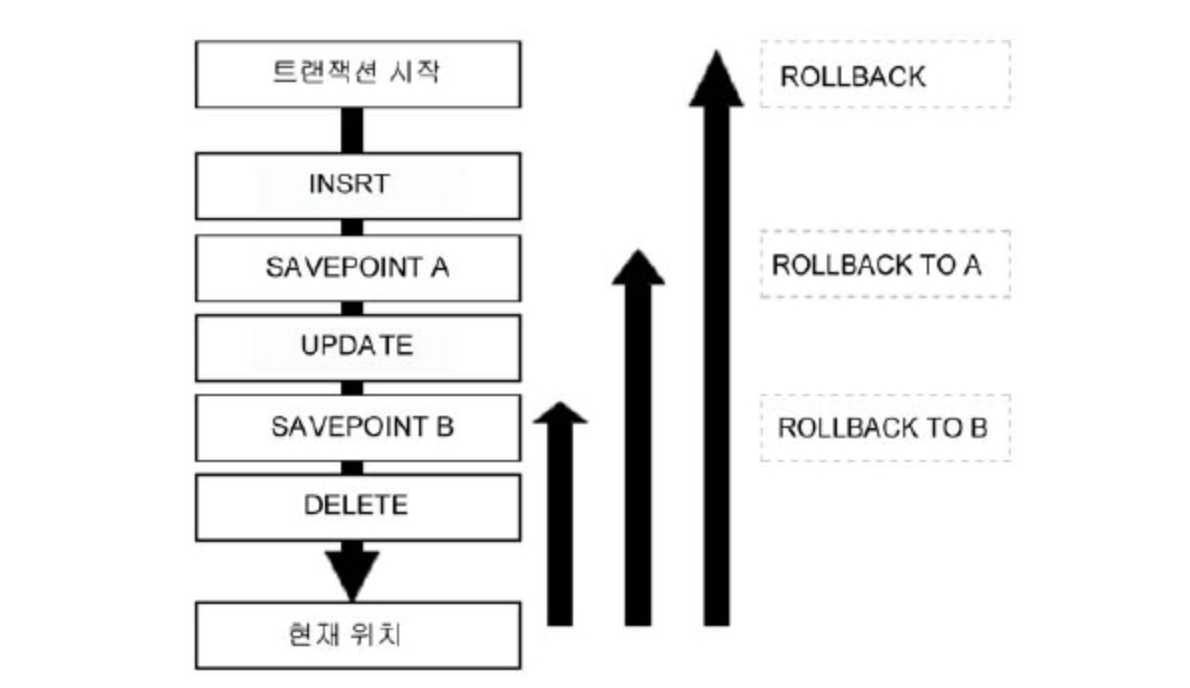 트랜잭션 시작
ROLLBACK
INSRT
SAVEPOINT A
ROLLBACK TO A
UPDATE
SAVEPOINT B
ROLLBACK TO B
DELETE
현재 위치